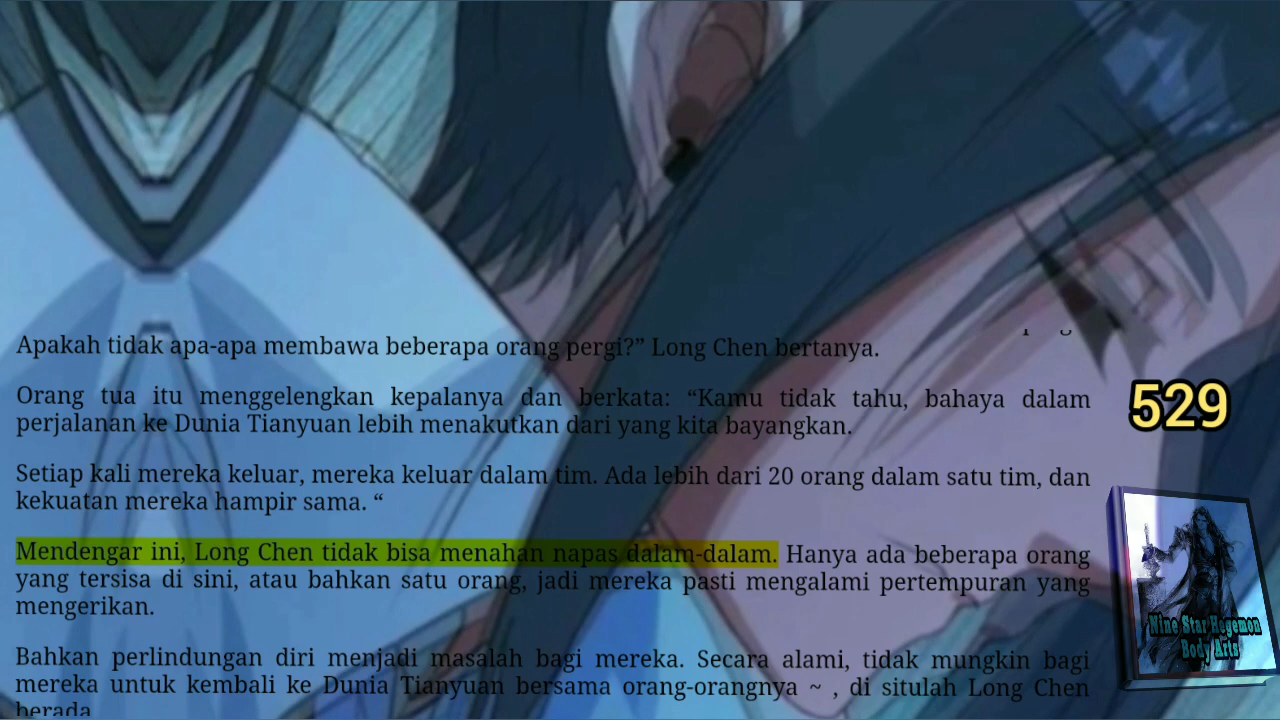 Apakah tidak apa-apa membawa beberapa orang pergi?” Long Chen bertanya.
Orang tua itu menggelengkan kepalanya dan berkata: “Kamu tidak tahu, bahaya dalam
perjalanan ke Dunia Tianyuan lebih menakutkan dari yang kita bayangkan.
Setiap kali mereka keluar, mereka keluar dalam tim. Ada lebih dari 20 orang dalam satu tim, dan
kekuatan mereka hampir sama. “
Mendengar ini, Long Chen tidak bisa menahan napas dalam-dalam. Hanya ada beberapa orang
yang tersisa di sini, atau bahkan satu orang, jadi mereka pasti mengalami pertempuran yang
mengerikan.
Bahkan perlindungan diri menjadi masalah bagi mereka. Secara alami, tidak mungkin bagi
mereka untuk kembali ke Dunia Tianyuan bersama orang-orangnya ~ , di situlah Long Chen
berada
529
Nine Star Hegemon
Body Arts